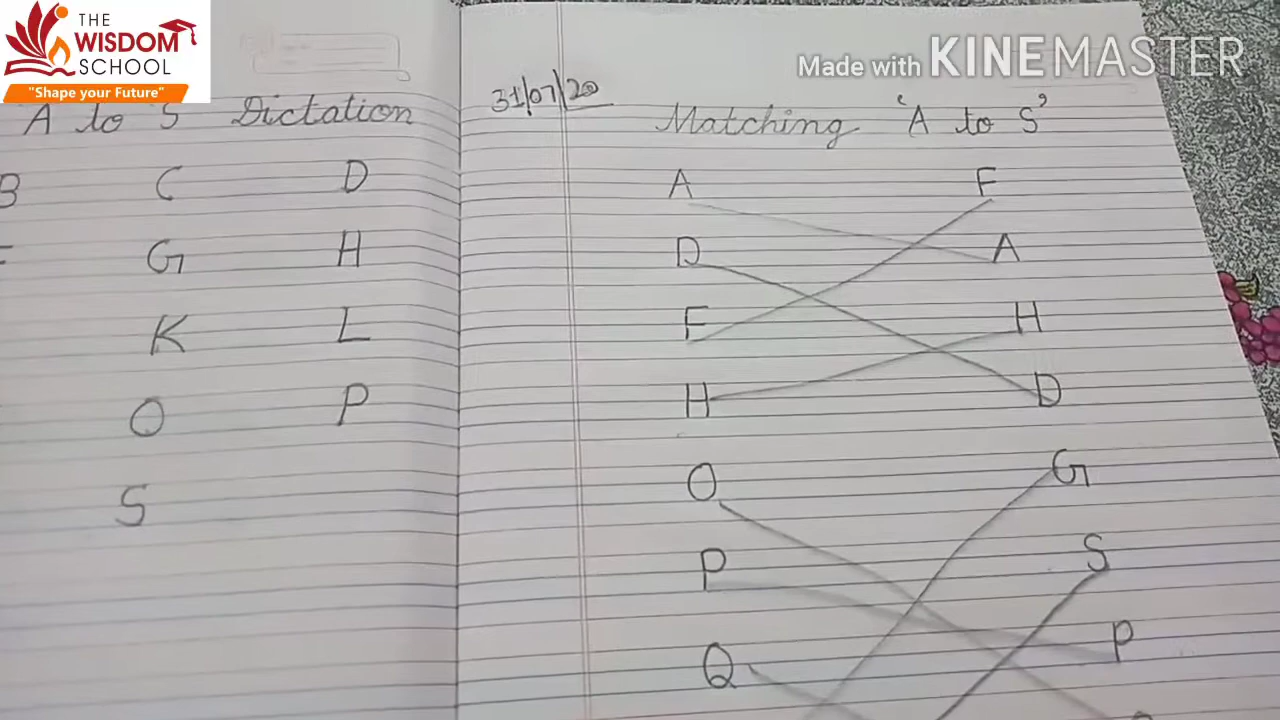 THE
WISDOM
SCHOOL
"Shape your Future"
Made with KINEMASTER
'A to S' Dictation
B C D
G H
K L
O P
S
31/07/20
Matching 'A to S'
A F
D A
F H
H D
O G
P S
Q P